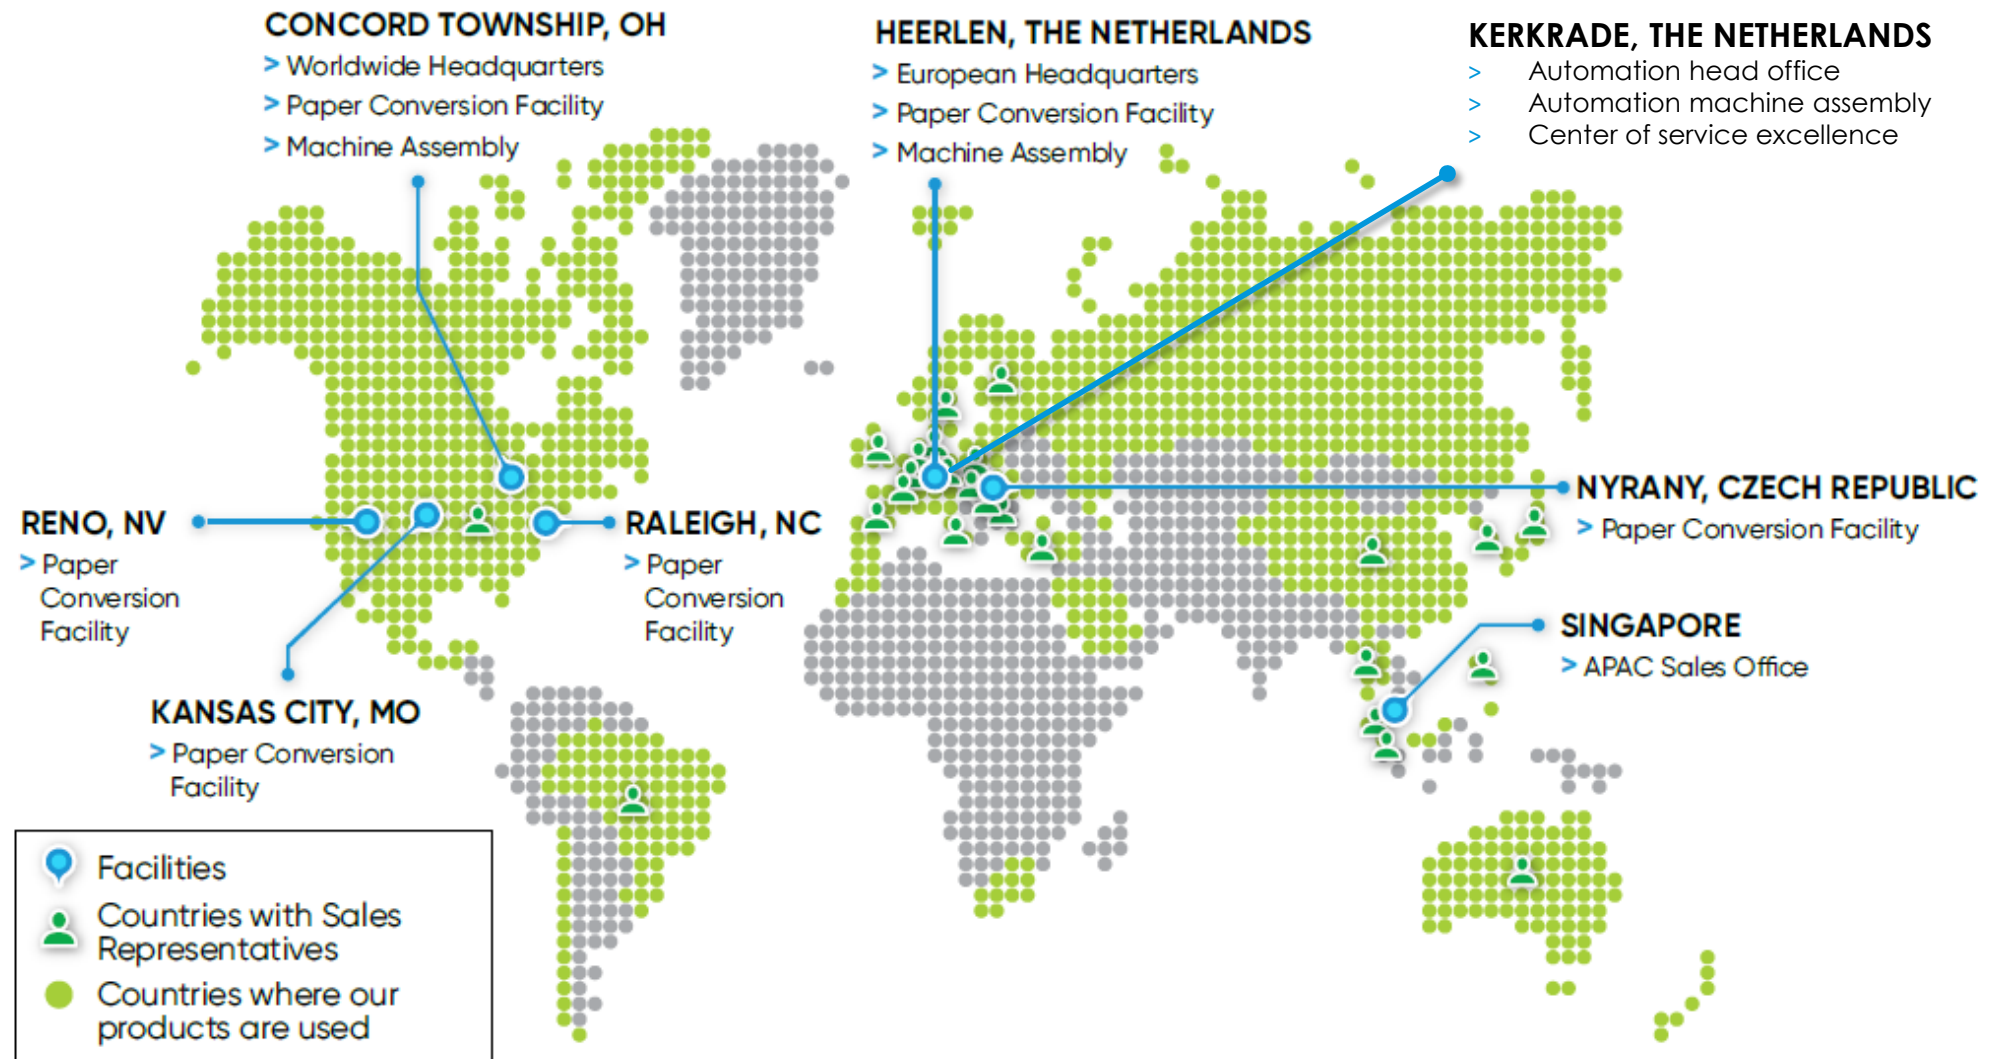 CONCORD TOWNSHIP, OH
> Worldwide Headquarters
> Paper Conversion Facility
> Machine Assembly
HEERLEN, THE NETHERLANDS
> European Headquarters
> Paper Conversion Facility
> Machine Assembly
KERKRADE, THE NETHERLANDS
> Automation head office
> Automation machine assembly
> Center of service excellence
RENO, NV
> Paper
Conversion
Facility
RALEIGH, NC
> Paper
Conversion
Facility
NYRANY, CZECH REPUBLIC
> Paper Conversion Facility
SINGAPORE
> APAC Sales Office
KANSAS CITY, MO
> Paper Conversion
Facility
Facilities
Countries with Sales
Representatives
Countries where our
products are used